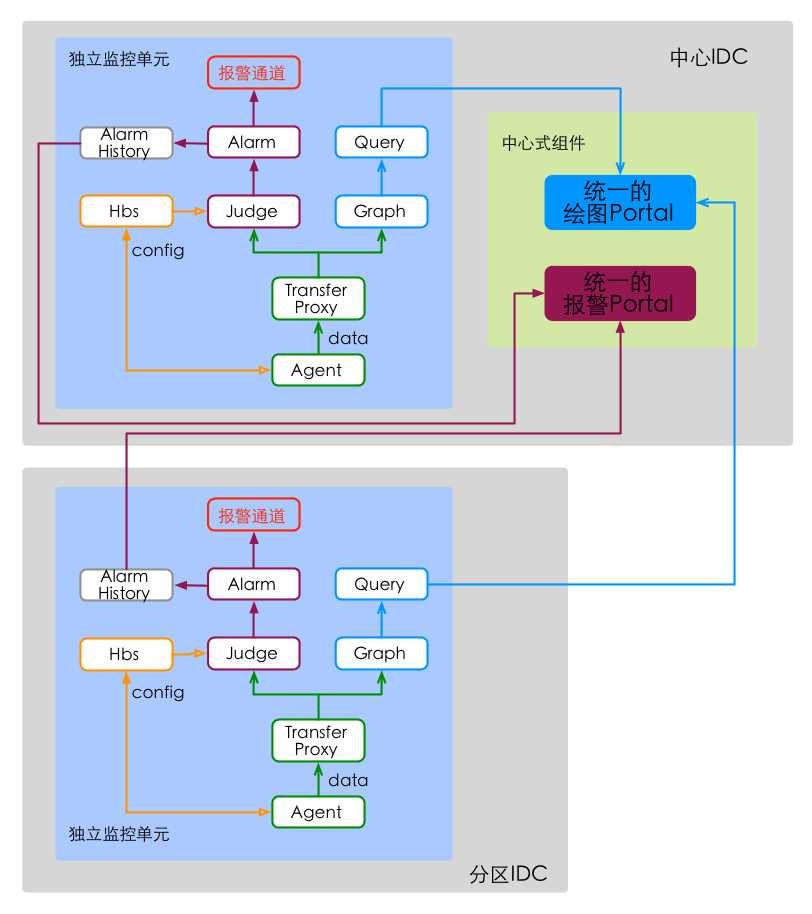 独立监控单元
中心IDC
报警通道
Alarm
History
Alarm
Query
中心式组件
统一的
绘图Portal
Hbs
Judge
Graph
config
统一的
报警Portal
Transfer
Proxy
data
Agent
报警通道
Alarm
History
Alarm
Query
Hbs
Judge
Graph
config
Transfer
Proxy
data
Agent
独立监控单元
分区IDC